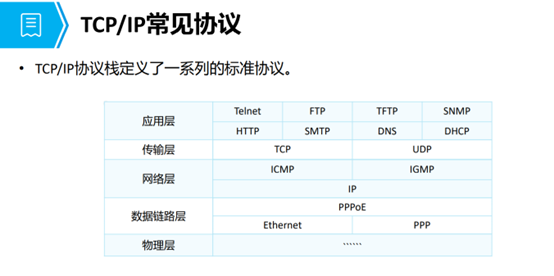 TCP/IP常见协议
• TCP/IP协议栈定义了一系列的标准协议。
应用层 Telnet FTP TFTP SNMP
HTTP SMTP DNS DHCP
传输层 TCP UDP
网络层 ICMP IGMP
IP
数据链路层 PPPoE
Ethernet PPP
物理层 ``````